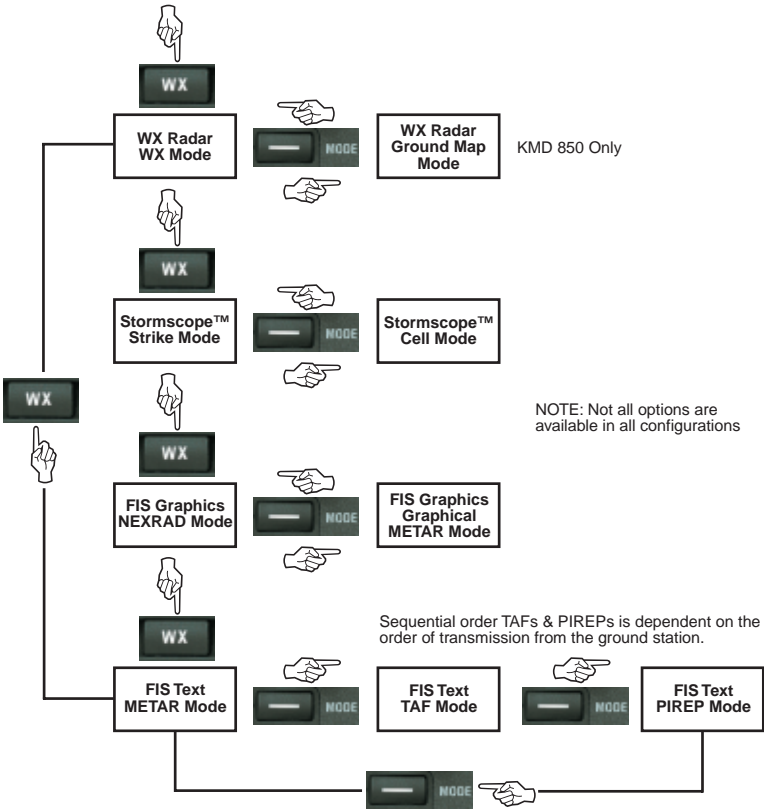 WX
WX Radar
WX Mode
MODE
WX Radar
Ground Map
Mode
KMD 850 Only
WX
Stormscope™
Strike Mode
MODE
Stormscope™
Cell Mode
WX
NOTE: Not all options are
available in all configurations
WX
FIS Graphics
NEXRAD Mode
MODE
FIS Graphics
Graphical
METAR Mode
WX
Sequential order TAFs & PIREPs is dependent on the
order of transmission from the ground station.
FIS Text
METAR Mode
MODE
FIS Text
TAF Mode
MODE
FIS Text
PIREP Mode
MODE